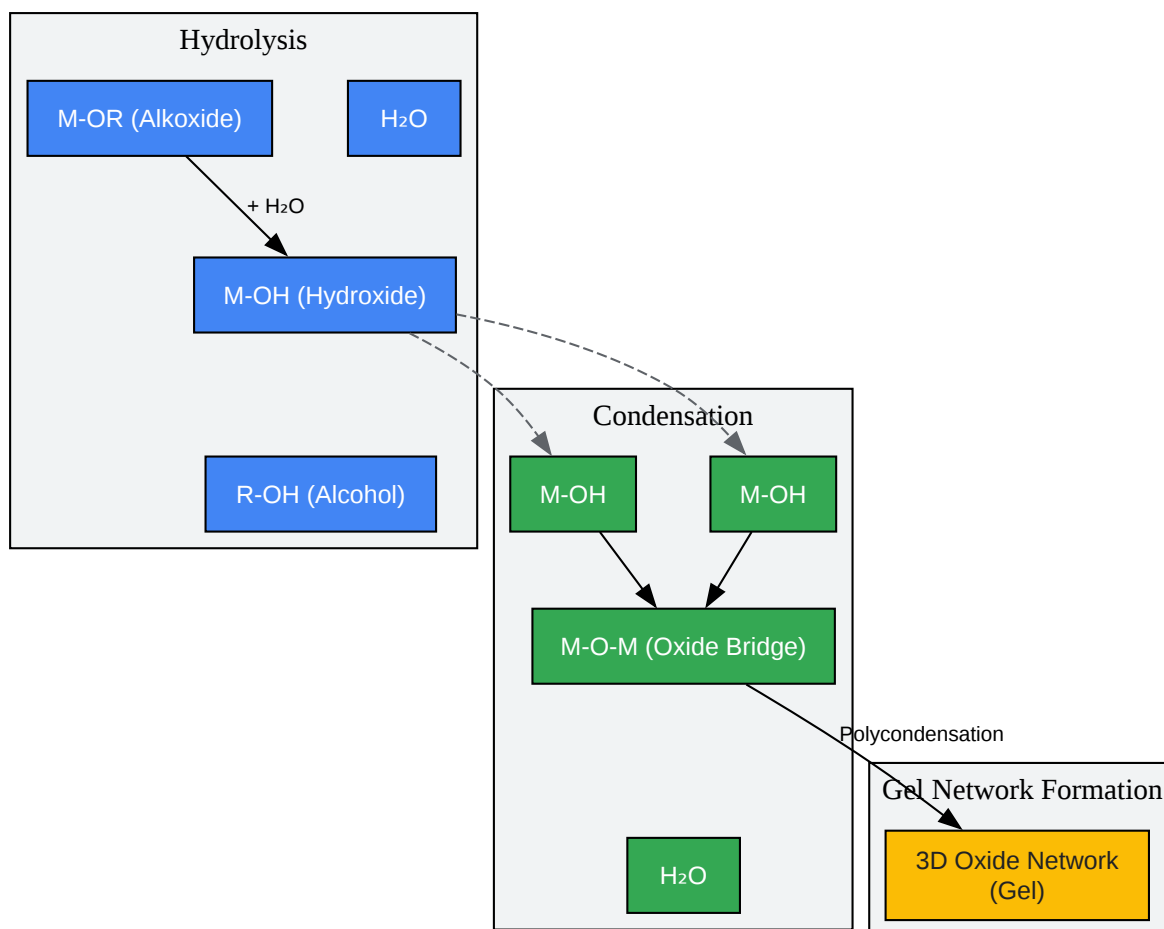 Hydrolysis
M-OR (Alkoxide)
H₂O
+ H₂O
M-OH (Hydroxide)
R-OH (Alcohol)
Condensation
M-OH
M-OH
M-O-M (Oxide Bridge)
Polycondensation
H₂O
Gel Network Formation
3D Oxide Network
(Gel)